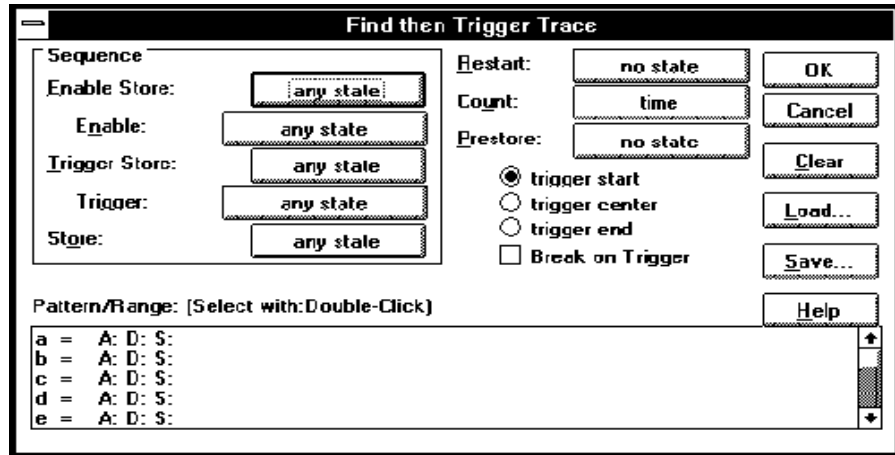 Find then Trigger Trace
Sequence
Enable Store: any state
Enable: any state
Trigger Store: any state
Trigger: any state
Store: any state
Restart: no state
Count: time
Prestore: no state
trigger start
trigger center
trigger end
Break on Trigger
OK
Cancel
Clear
Load...
Save...
Help
Pattern/Range: (Select with:Double-Click)
a = A: D: S:
b = A: D: S:
c = A: D: S:
d = A: D: S:
e = A: D: S: